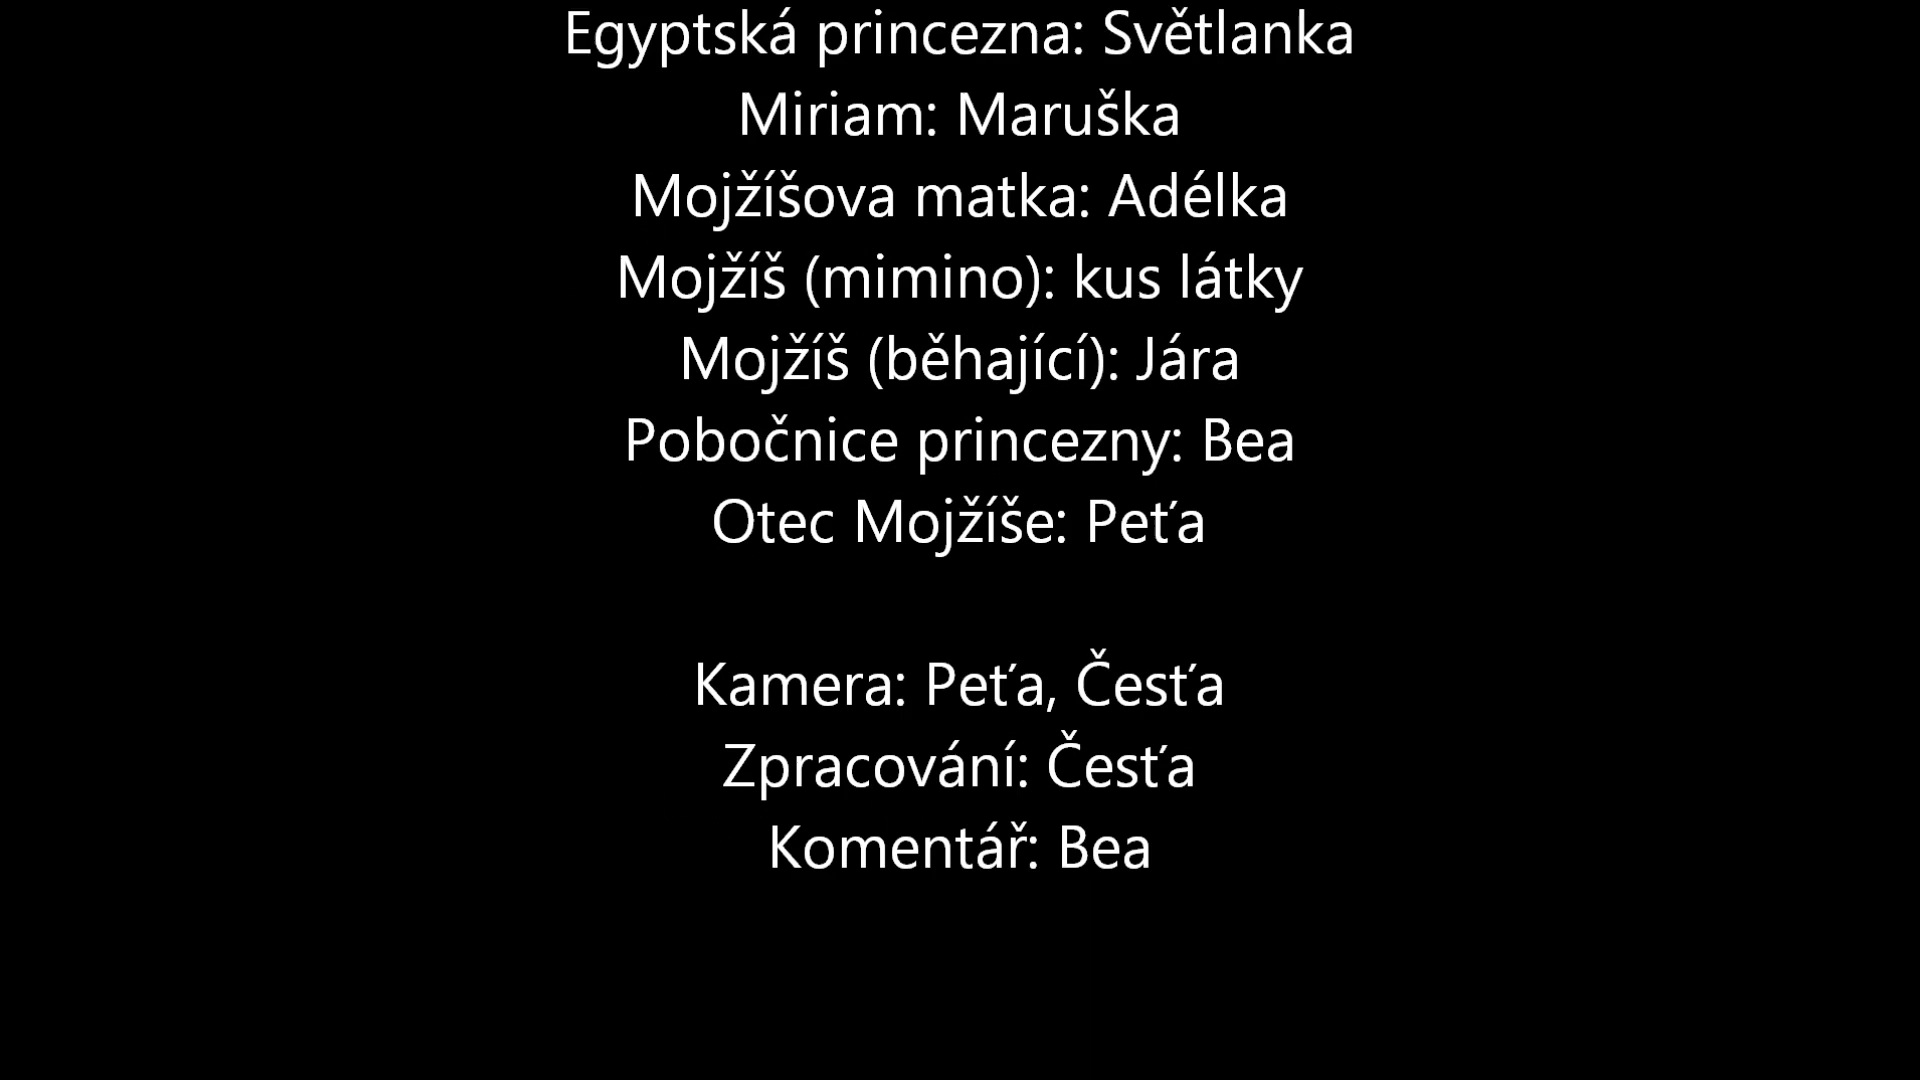 Egyptská princezna: Světlanka
Miriam: Maruška
Mojžíšova matka: Adélka
Mojžíš (mimino): kus látky
Mojžíš (běhající): Jára
Pobočnice princezny: Bea
Otec Mojžíše: Peťa
Kamera: Peťa, Česťa
Zpracování: Česťa
Komentář: Bea